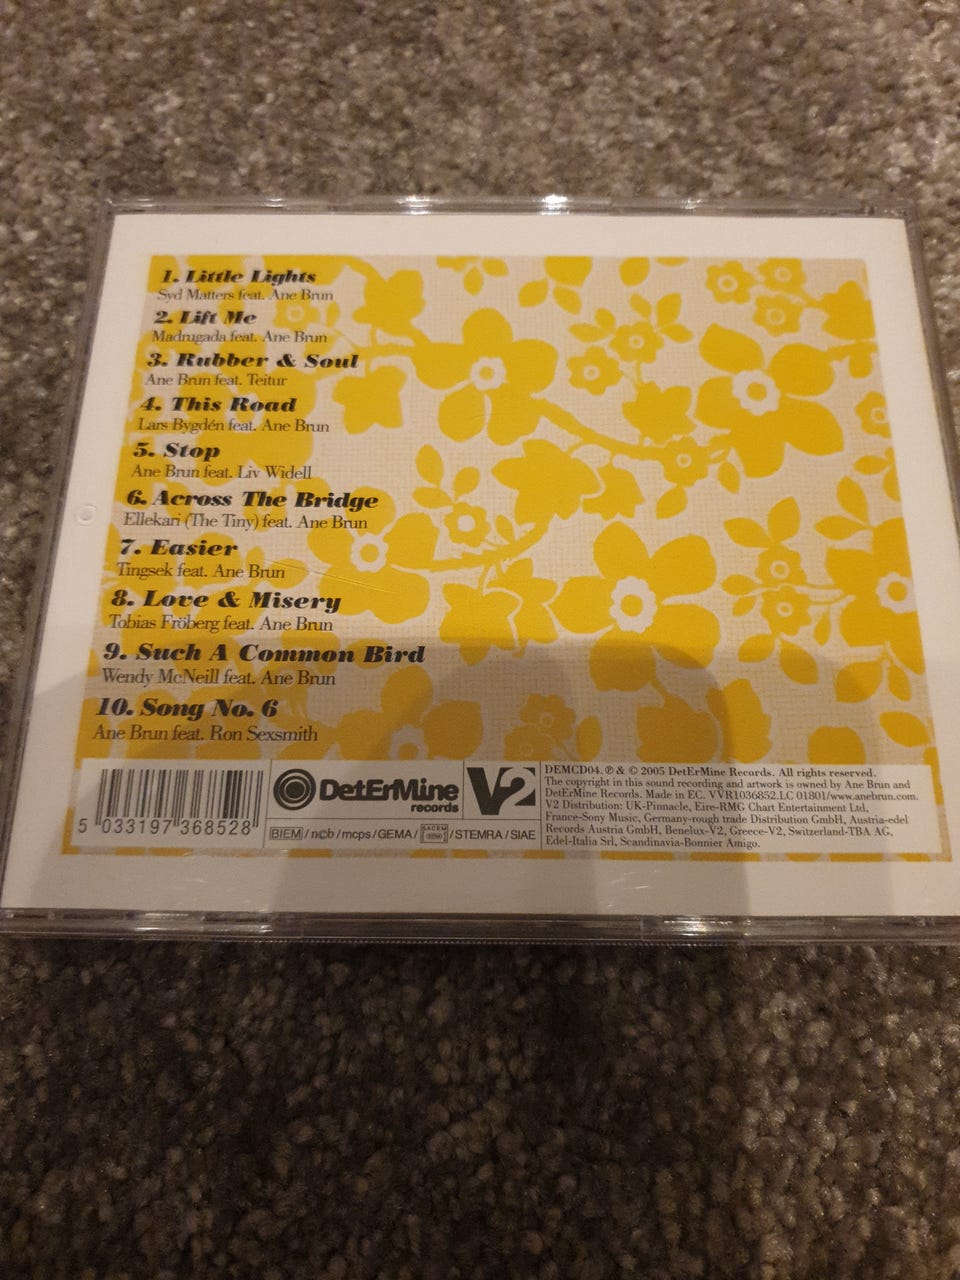 1. Little Lights
Syd Matters feat. Ane Brun
2. Lift Me
Madrugada feat. Ane Brun
3. Rubber & Soul
Ane Brun feat. Teitur
4. This Road
Lars Bygdén feat. Ane Brun
5. Stop
Ane Brun feat. Liv Widell
6. Across The Bridge
Ellekari (The Tiny) feat. Ane Brun
7. Easier
Tingsek feat. Ane Brun
8. Love & Misery
Tobias Fröberg feat. Ane Brun
9. Such A Common Bird
Wendy McNeill feat. Ane Brun
10. Song No. 6
Ane Brun feat. Ron Sexsmith
5 033197 368528
DetErMine
records
V2
BIEM / ncb / mcps / GEMA / SACEM / STEMRA / SIAE
DEMCD04. ℗ & © 2005 DetErMine Records. All rights reserved.
The copyright in this sound recording and artwork is owned by Ane Brun and
DetErMine Records. Made in EC. VVR1036852.LC 01801/www.anebrun.com.
V2 Distribution: UK-Pinnacle, Eire-RMG Chart Entertainment Ltd,
France-Sony Music, Germany-rough trade Distribution GmbH, Austria-edel
Records Austria GmbH, Benelux-V2, Greece-V2, Switzerland-TBA AG,
Edel-Italia Srl, Scandinavia-Bonnier Amigo.